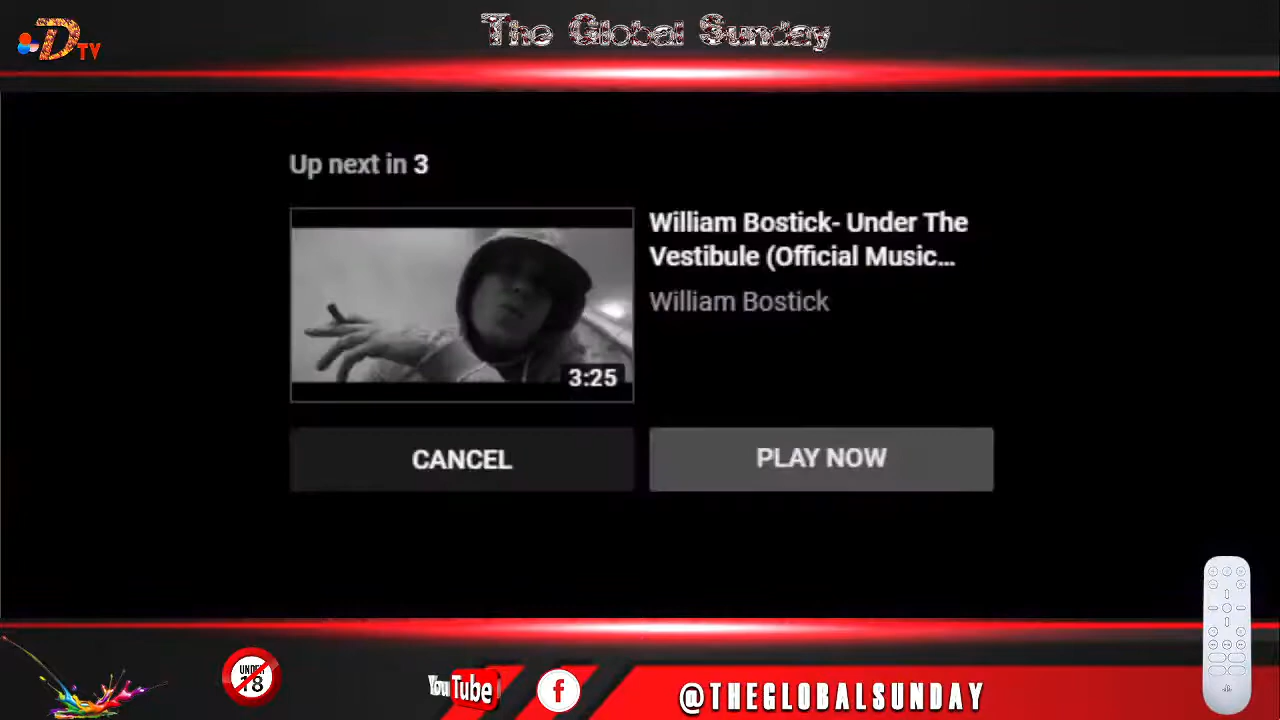 DTV
The Global Sunday
Up next in 3
William Bostick- Under The
Vestibule (Official Music...
William Bostick
3:25
CANCEL
PLAY NOW
UNDER
18
YouTube
f
@THEGLOBALSUNDAY